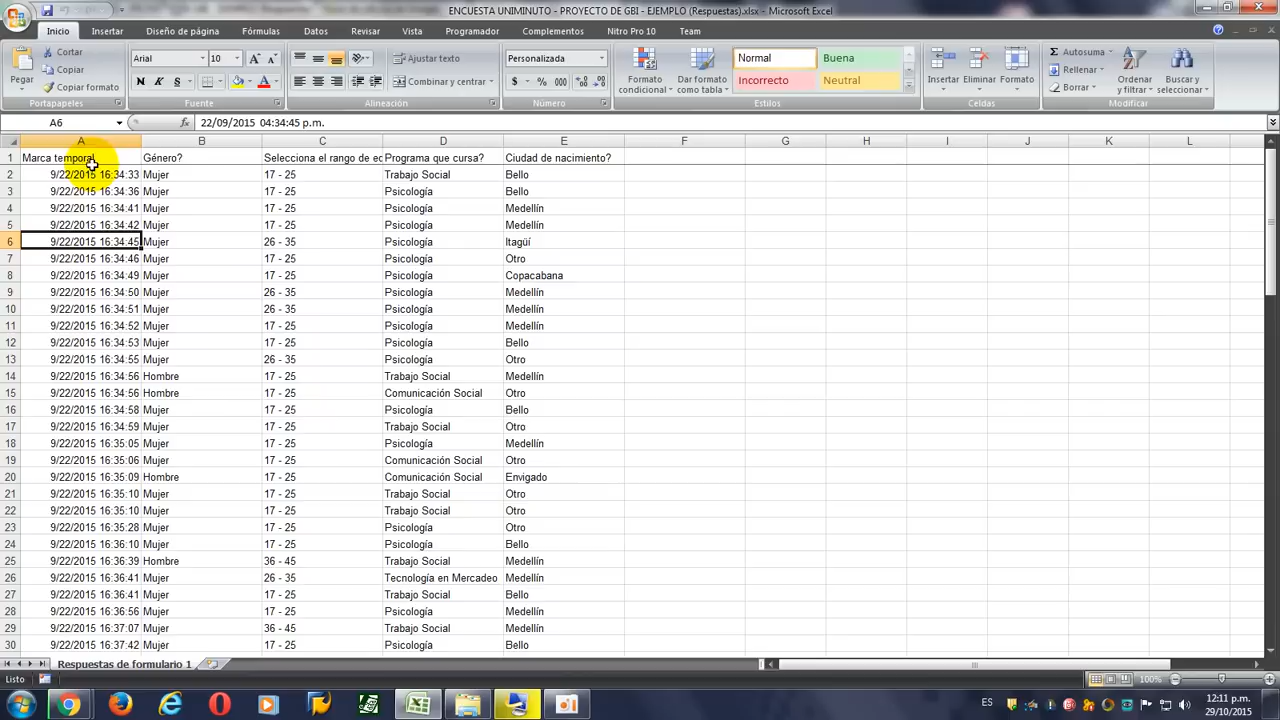 ENCUESTA UNIMINUTO - PROYECTO DE GBI - EJEMPLO (Respuestas).xlsx - Microsoft Excel
Inicio Insertar Diseño de página Fórmulas Datos Revisar Vista Programador Complementos Nitro Pro 10 Team
Pegar
Cortar
Copiar
Copiar formato
Portapapeles
Arial 10
N K S
Fuente
Ajustar texto
Combinar y centrar
Alineación
Personalizada
$ % 000
Número
Formato condicional
Dar formato como tabla
Normal Buena
Incorrecto Neutral
Estilos
Insertar Eliminar Formato
Celdas
Autosuma
Rellenar
Borrar
Ordenar y filtrar
Buscar y seleccionar
Modificar
A6 fx 22/09/2015 04:34:45 p.m.
A B C D E F G H I J K L
1 Marca temporal Género? Selecciona el rango de ec Programa que cursa? Ciudad de nacimiento?
2 9/22/2015 16:34:33 Mujer 17 - 25 Trabajo Social Bello
3 9/22/2015 16:34:36 Mujer 17 - 25 Psicología Bello
4 9/22/2015 16:34:41 Mujer 17 - 25 Psicología Medellín
5 9/22/2015 16:34:42 Mujer 17 - 25 Psicología Medellín
6 9/22/2015 16:34:45 Mujer 26 - 35 Psicología Itagüí
7 9/22/2015 16:34:46 Mujer 17 - 25 Psicología Otro
8 9/22/2015 16:34:49 Mujer 17 - 25 Psicología Copacabana
9 9/22/2015 16:34:50 Mujer 26 - 35 Psicología Medellín
10 9/22/2015 16:34:51 Mujer 26 - 35 Psicología Medellín
11 9/22/2015 16:34:52 Mujer 17 - 25 Psicología Medellín
12 9/22/2015 16:34:53 Mujer 17 - 25 Psicología Bello
13 9/22/2015 16:34:55 Mujer 26 - 35 Psicología Otro
14 9/22/2015 16:34:56 Hombre 17 - 25 Trabajo Social Medellín
15 9/22/2015 16:34:56 Hombre 17 - 25 Comunicación Social Otro
16 9/22/2015 16:34:58 Mujer 17 - 25 Psicología Bello
17 9/22/2015 16:34:59 Mujer 17 - 25 Trabajo Social Otro
18 9/22/2015 16:35:05 Mujer 17 - 25 Psicología Medellín
19 9/22/2015 16:35:06 Mujer 17 - 25 Comunicación Social Otro
20 9/22/2015 16:35:09 Hombre 17 - 25 Comunicación Social Envigado
21 9/22/2015 16:35:10 Mujer 17 - 25 Trabajo Social Otro
22 9/22/2015 16:35:10 Mujer 17 - 25 Trabajo Social Otro
23 9/22/2015 16:35:28 Mujer 17 - 25 Psicología Otro
24 9/22/2015 16:36:10 Mujer 17 - 25 Psicología Bello
25 9/22/2015 16:36:39 Hombre 36 - 45 Trabajo Social Medellín
26 9/22/2015 16:36:41 Mujer 26 - 35 Tecnología en Mercadeo Medellín
27 9/22/2015 16:36:41 Mujer 17 - 25 Trabajo Social Bello
28 9/22/2015 16:36:56 Mujer 17 - 25 Psicología Medellín
29 9/22/2015 16:37:07 Mujer 36 - 45 Trabajo Social Medellín
30 9/22/2015 16:37:42 Mujer 17 - 25 Psicología Bello
Respuestas de formulario 1
Listo 100%
ES 12:11 p.m.
29/10/2015